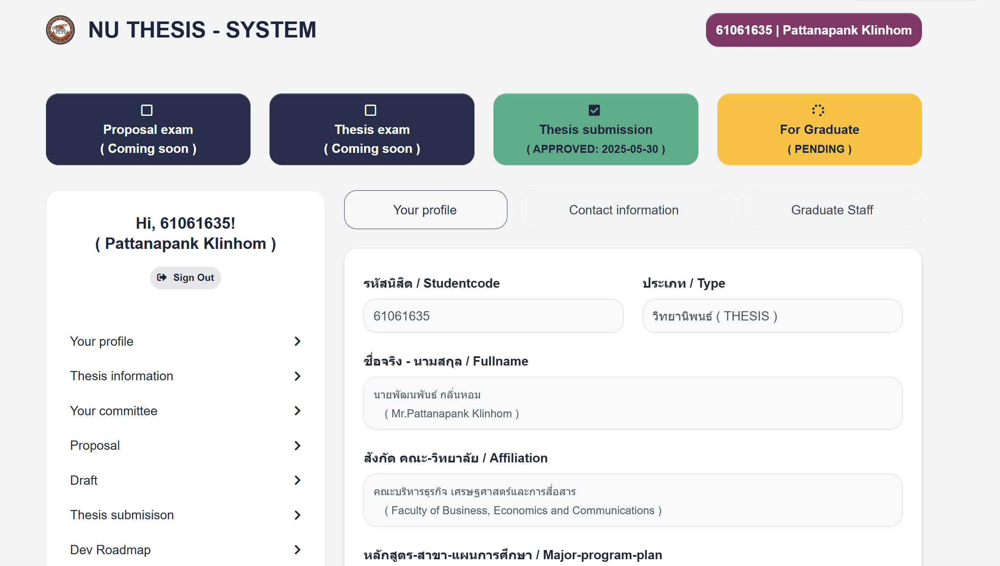 NU THESIS - SYSTEM
61061635 | Pattanapank Klinhom
Proposal exam
( Coming soon )
Thesis exam
( Coming soon )
Thesis submission
( APPROVED: 2025-05-30 )
For Graduate
( PENDING )
Hi, 61061635!
( Pattanapank Klinhom )
Sign Out
Your profile
Thesis information
Your committee
Proposal
Draft
Thesis submisison
Dev Roadmap
Your profile
Contact information
Graduate Staff
รหัสนิสิต / Studentcode
61061635
ประเภท / Type
วิทยานิพนธ์ ( THESIS )
ชื่อจริง - นามสกุล / Fullname
นายพัฒนพันธ์ กลิ่นหอม
( Mr.Pattanapank Klinhom )
สังกัด คณะ-วิทยาลัย / Affiliation
คณะบริหารธุรกิจ เศรษฐศาสตร์และการสื่อสาร
( Faculty of Business, Economics and Communications )
หลักสูตร-สาขา-แผนการศึกษา / Major-program-plan